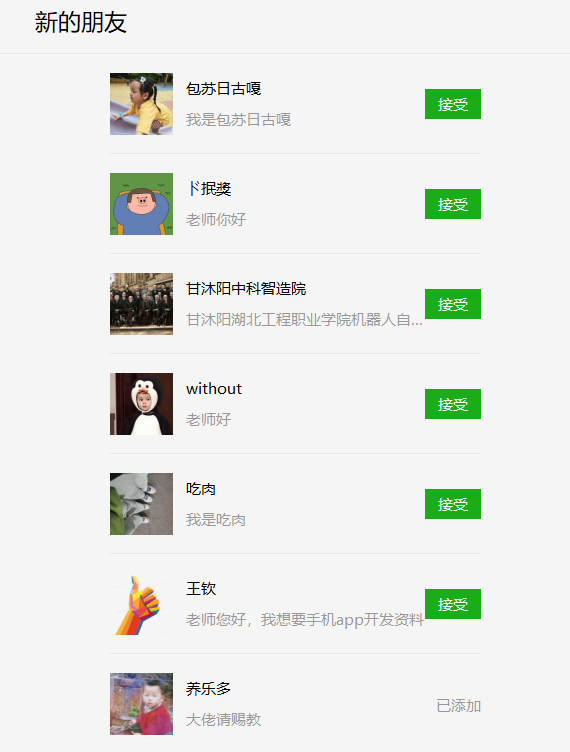 新的朋友
包苏日古嘎
我是包苏日古嘎
接受
卜抿獎
老师你好
接受
甘沐阳中科智造院
甘沐阳湖北工程职业学院机器人自...
接受
without
老师好
接受
吃肉
我是吃肉
接受
王钦
老师您好，我想要手机app开发资料
接受
养乐多
大佬请赐教
已添加